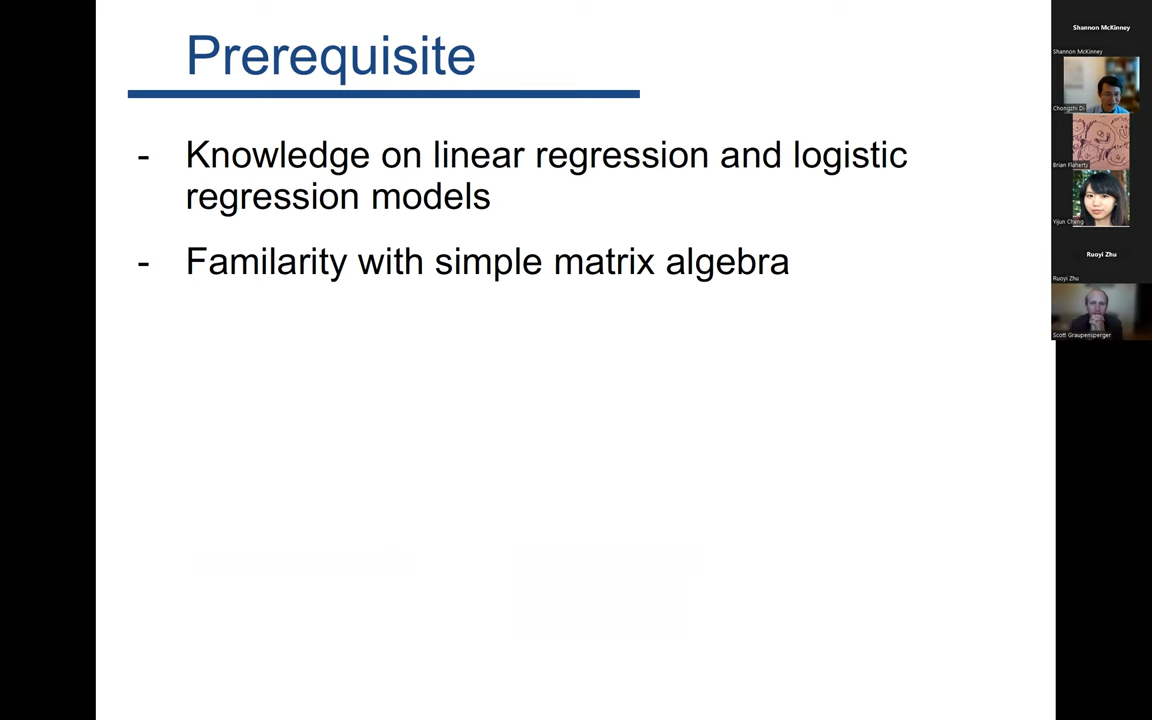 Prerequisite
- Knowledge on linear regression and logistic
regression models
- Familarity with simple matrix algebra
Shannon McKinney
Shannon McKinney
Chongzhi Di
Brian Flaherty
Yijun Cheng
Ruoyi Zhu
Ruoyi Zhu
Scott Graupensperger